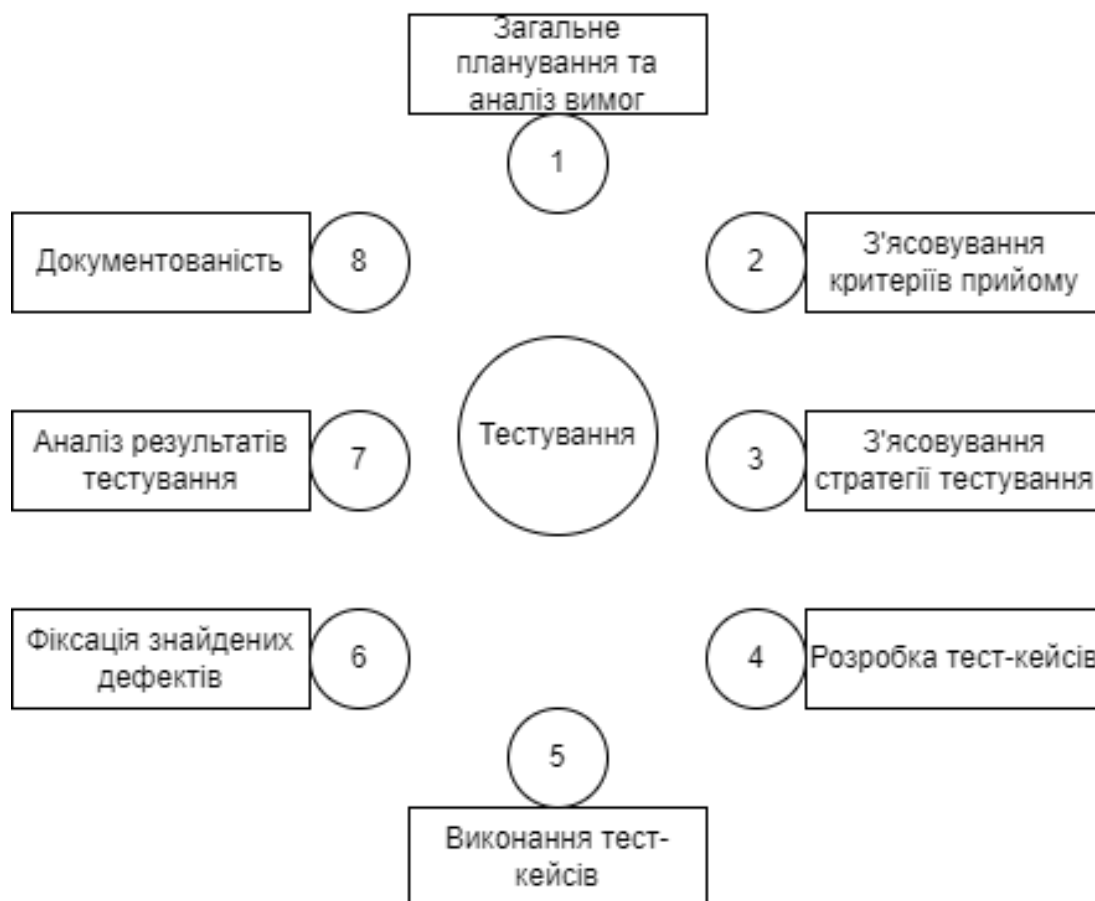 Загальне
планування та
аналіз вимог
1
2
З'ясовування
критеріїв прийому
3
З'ясовування
стратегії тестування
4
Розробка тест-кейсів
5
Виконання тест-
кейсів
6
Фіксація знайдених
дефектів
7
Аналіз результатів
тестування
8
Документованість
Тестування